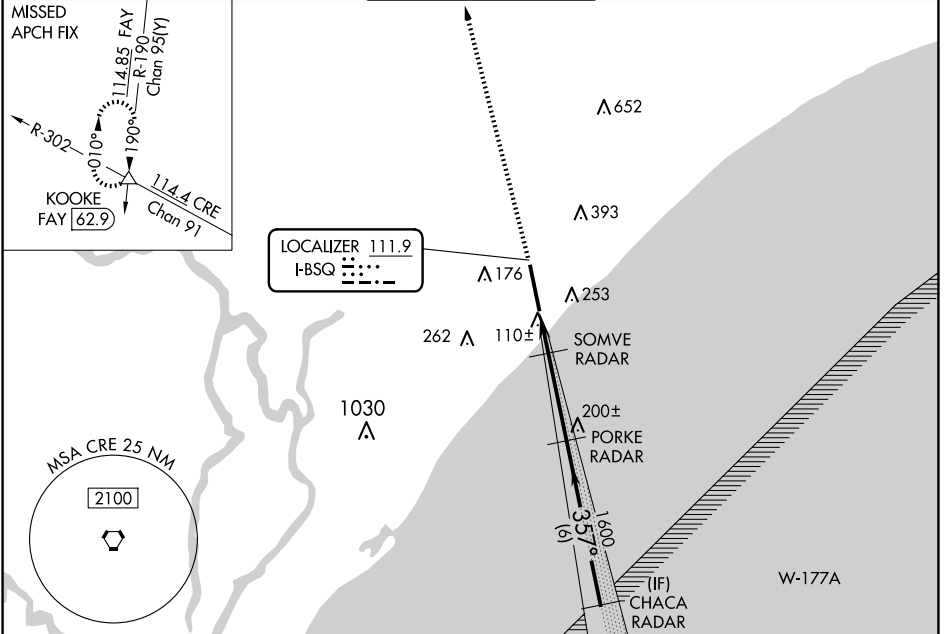 MISSED
APCH FIX
114.85 FAY
R-190
Chan 95(Y)
R-302
010°
190°
KOOKE
FAY 62.9
114.4 CRE
Chan 91
652
393
LOCALIZER 111.9
I-BSQ
176
253
262
110±
SOMVE
RADAR
1030
200±
PORKE
RADAR
MSA CRE 25 NM
2100
1600
357°
(6)
(IF)
CHACA
RADAR
W-177A